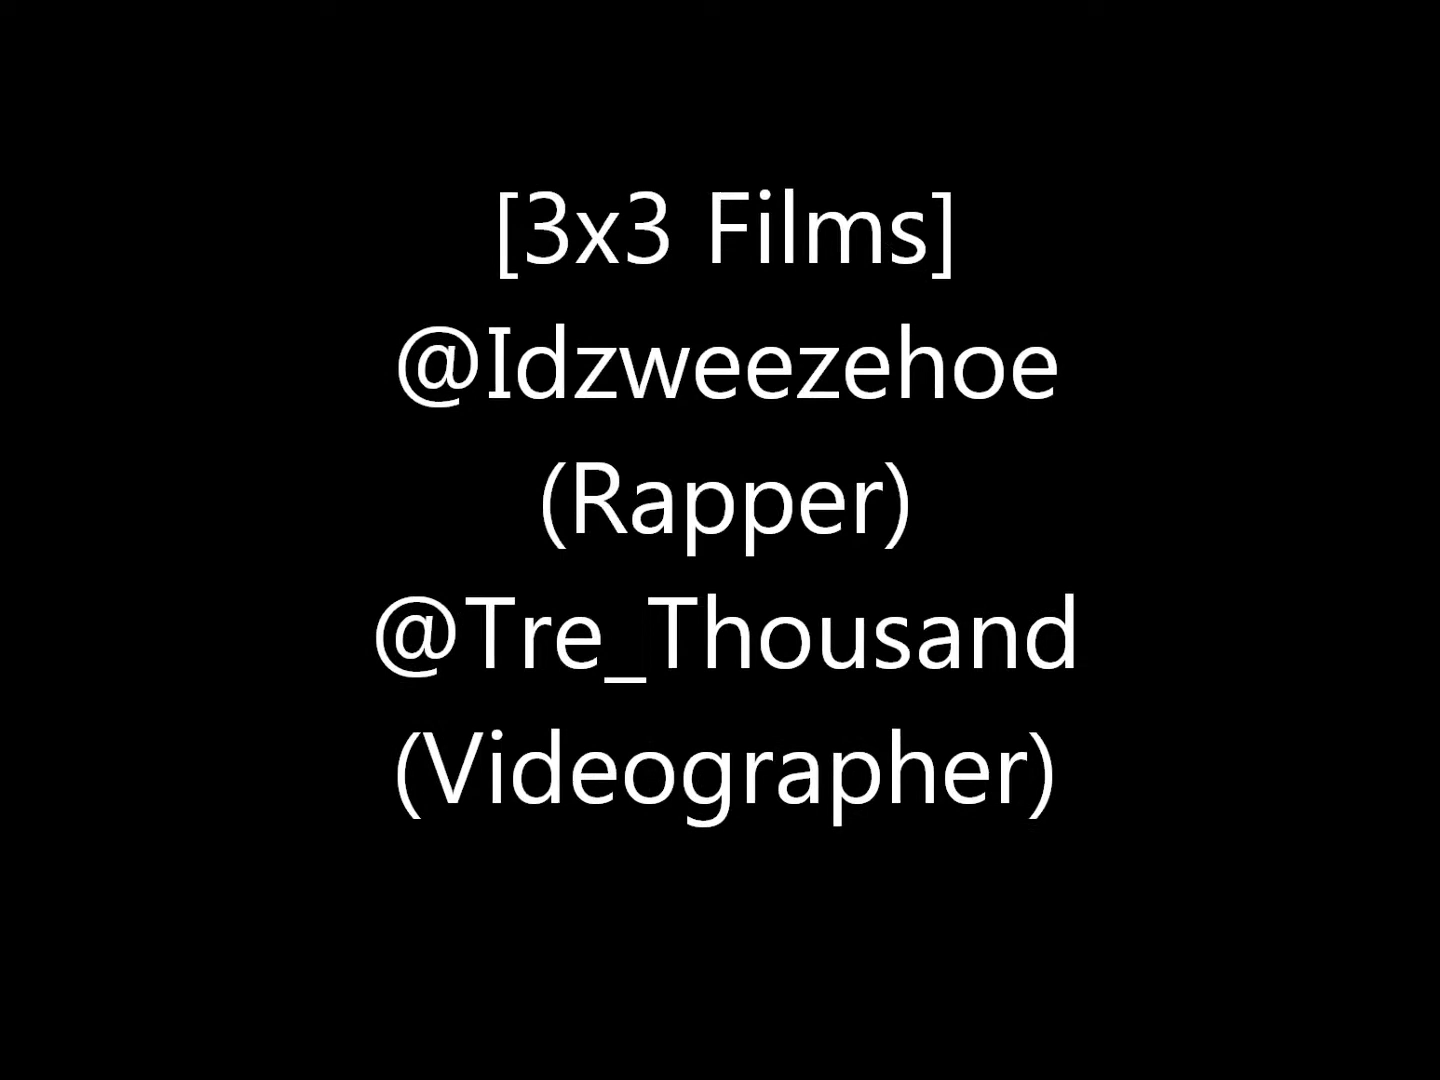 [3x3 Films]
@Idzweezehoe
(Rapper)
@Tre_Thousand
(Videographer)